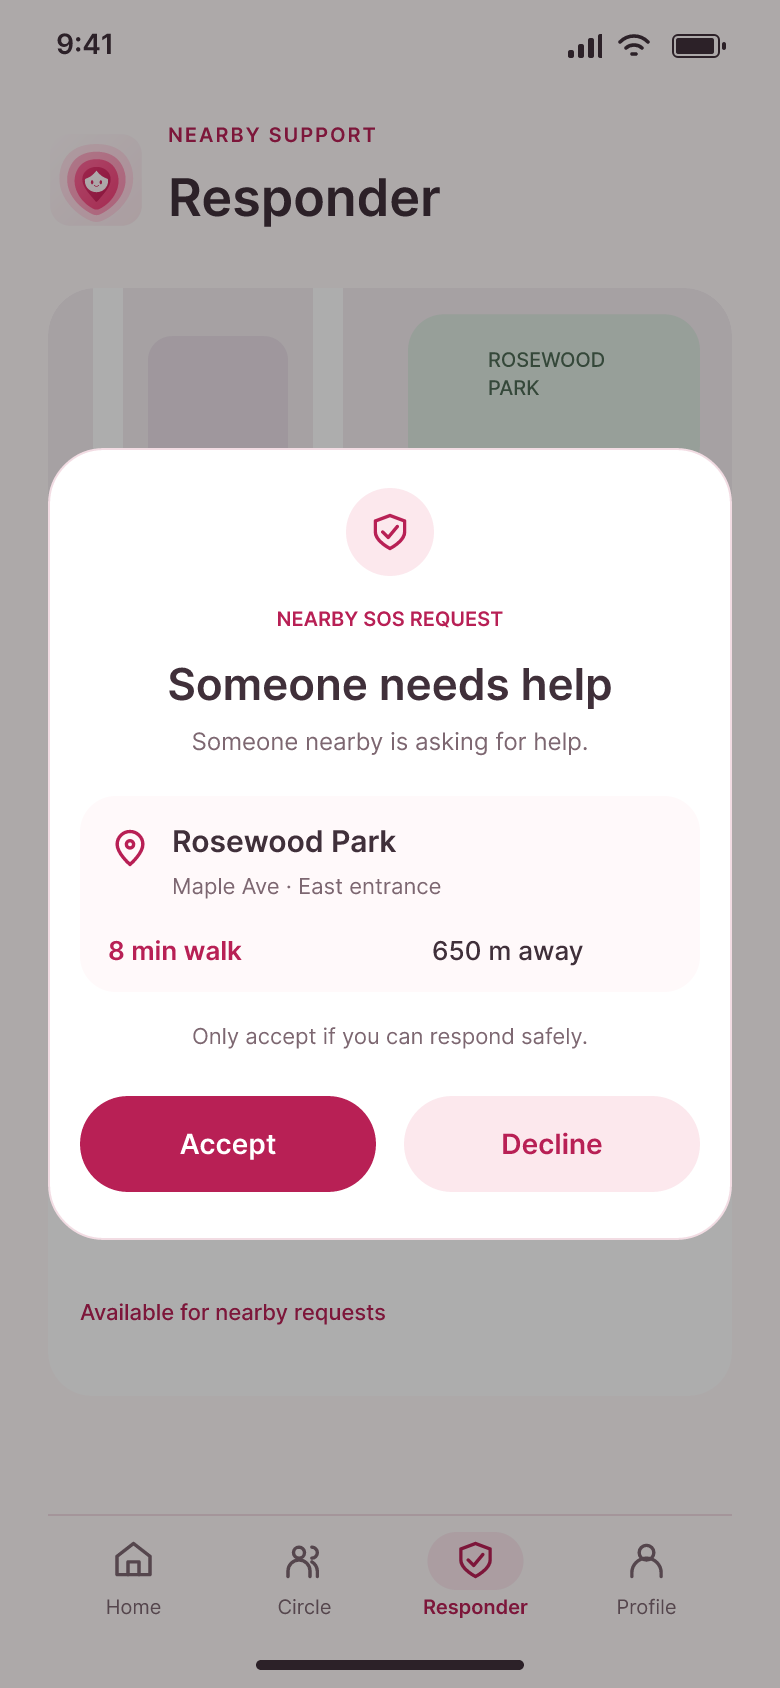 9:41
NEARBY SUPPORT
Responder
ROSEWOOD
PARK
NEARBY SOS REQUEST
Someone needs help
Someone nearby is asking for help.
Rosewood Park
Maple Ave · East entrance
8 min walk
650 m away
Only accept if you can respond safely.
Accept
Decline
Available for nearby requests
Home
Circle
Responder
Profile